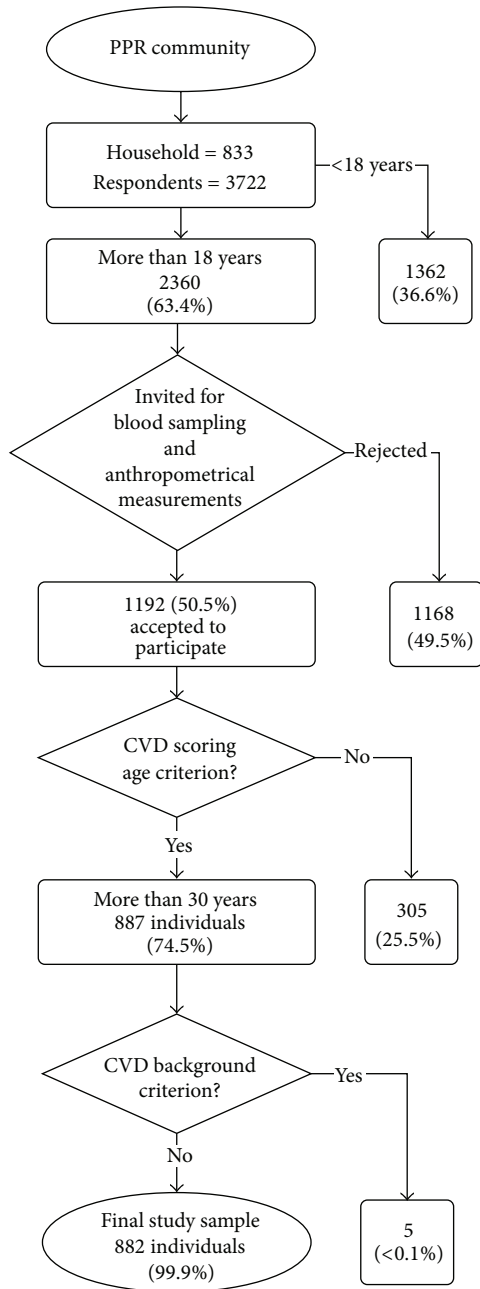 PPR community
Household = 833
Respondents = 3722
<18 years
More than 18 years
2360
(63.4%)
1362
(36.6%)
Invited for
blood sampling
and
anthropometrical
measurements
Rejected
1192 (50.5%)
accepted to
participate
1168
(49.5%)
CVD scoring
age criterion?
No
Yes
More than 30 years
887 individuals
(74.5%)
305
(25.5%)
CVD background
criterion?
Yes
No
Final study sample
882 individuals
(99.9%)
5
(<0.1%)